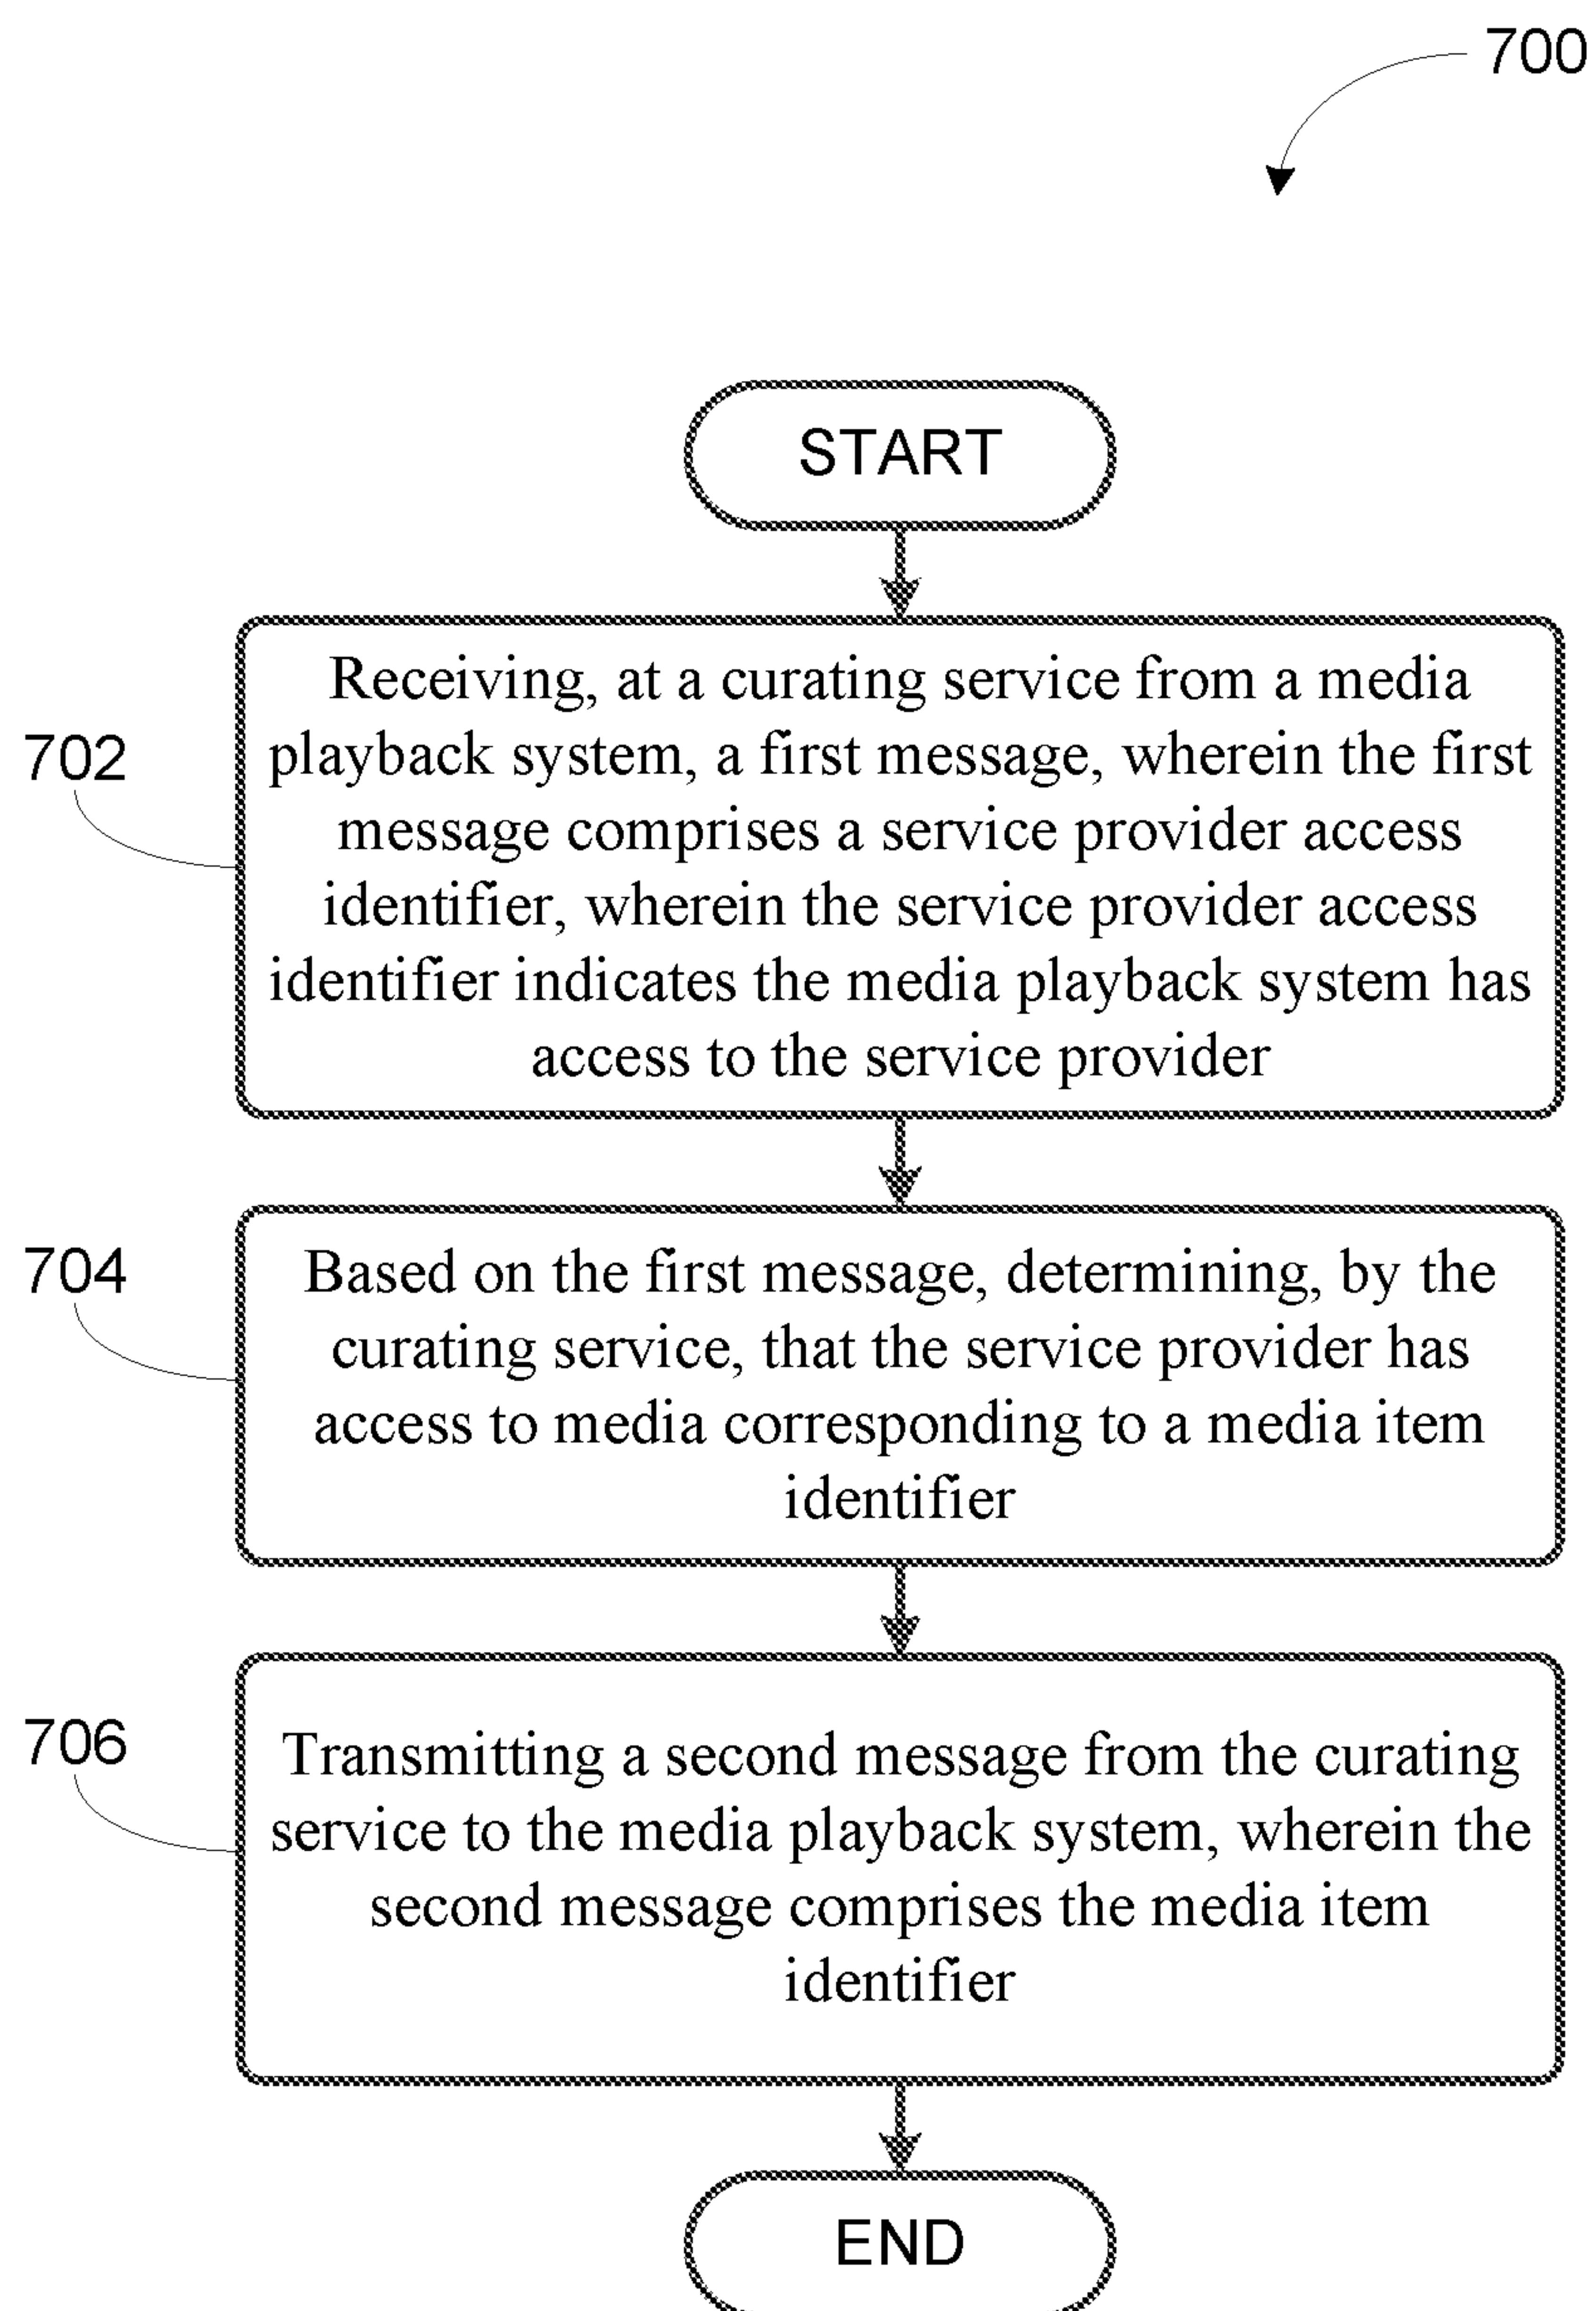 700
START
702
Receiving, at a curating service from a media
playback system, a first message, wherein the first
message comprises a service provider access
identifier, wherein the service provider access
identifier indicates the media playback system has
access to the service provider
704
Based on the first message, determining, by the
curating service, that the service provider has
access to media corresponding to a media item
identifier
706
Transmitting a second message from the curating
service to the media playback system, wherein the
second message comprises the media item
identifier
END